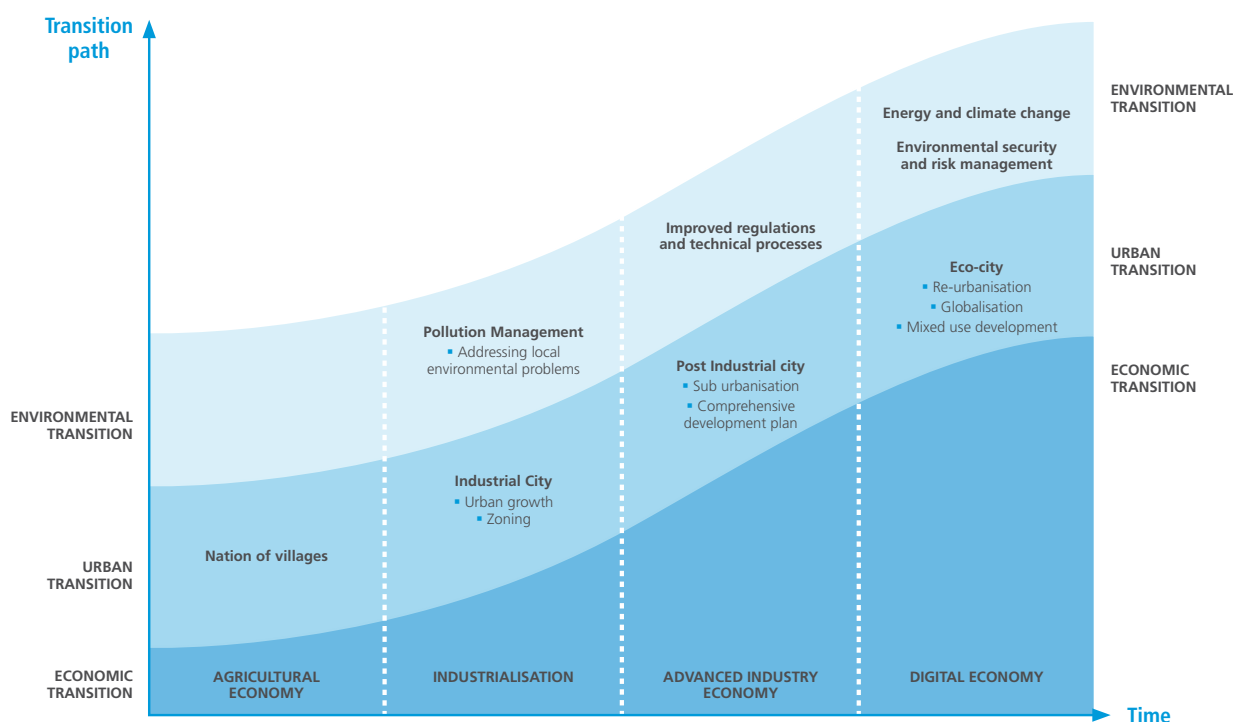 Transition
path
ENVIRONMENTAL
TRANSITION
Energy and climate change
Environmental security
and risk management
Improved regulations
and technical processes
URBAN
TRANSITION
Eco-city
▪ Re-urbanisation
▪ Globalisation
▪ Mixed use development
Pollution Management
▪ Addressing local
environmental problems
Post Industrial city
▪ Sub urbanisation
▪ Comprehensive
development plan
ECONOMIC
TRANSITION
ENVIRONMENTAL
TRANSITION
Industrial City
▪ Urban growth
▪ Zoning
Nation of villages
URBAN
TRANSITION
ECONOMIC
TRANSITION
AGRICULTURAL
ECONOMY
INDUSTRIALISATION
ADVANCED INDUSTRY
ECONOMY
DIGITAL ECONOMY
Time